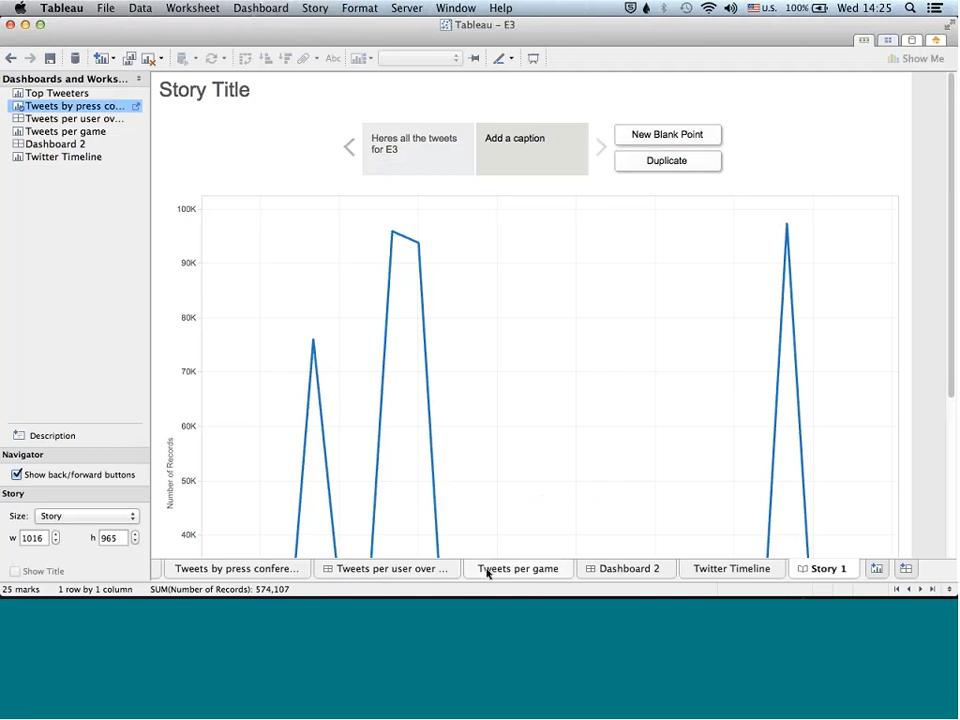 Tableau File Data Worksheet Dashboard Story Format Server Window Help U.S. 100% Wed 14:25
Tableau - E3
Abc Show Me
Dashboards and Works...
Top Tweeters
Tweets by press co...
Tweets per user ov...
Tweets per game
Dashboard 2
Twitter Timeline
Description
Navigator
Show back/forward buttons
Story
Size: Story
w 1016 h 965
Show Title
Story Title
Heres all the tweets
for E3
Add a caption
New Blank Point
Duplicate
100K
90K
80K
70K
60K
50K
40K
Number of Records
Tweets by press confere... Tweets per user over ... Tweets per game Dashboard 2 Twitter Timeline Story 1
25 marks 1 row by 1 column SUM(Number of Records): 574,107